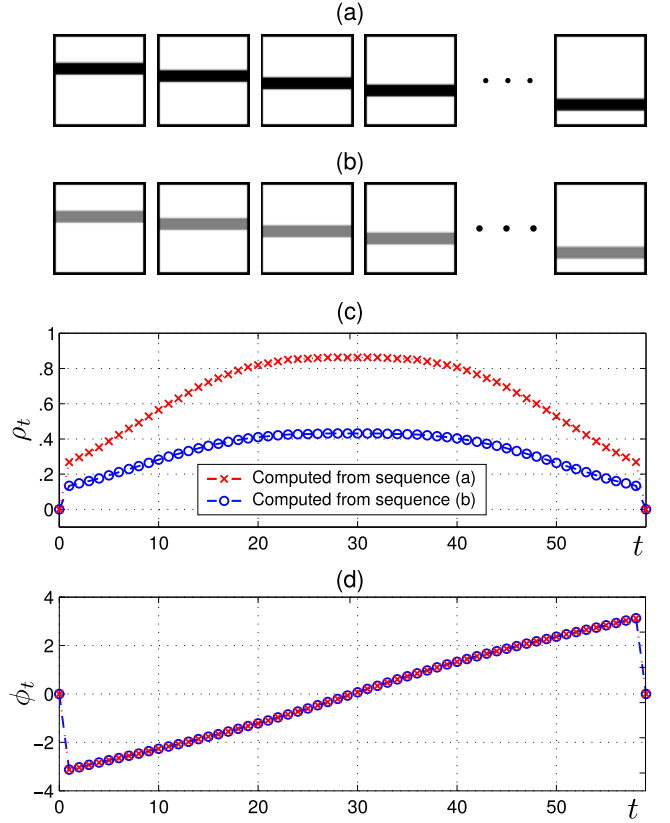 (a)
(b)
(c)
1
.8
.6
.4
.2
0
ρt
Computed from sequence (a)
Computed from sequence (b)
0 10 20 30 40 50 t
(d)
4
2
0
−2
−4
ϕt
0 10 20 30 40 50 t